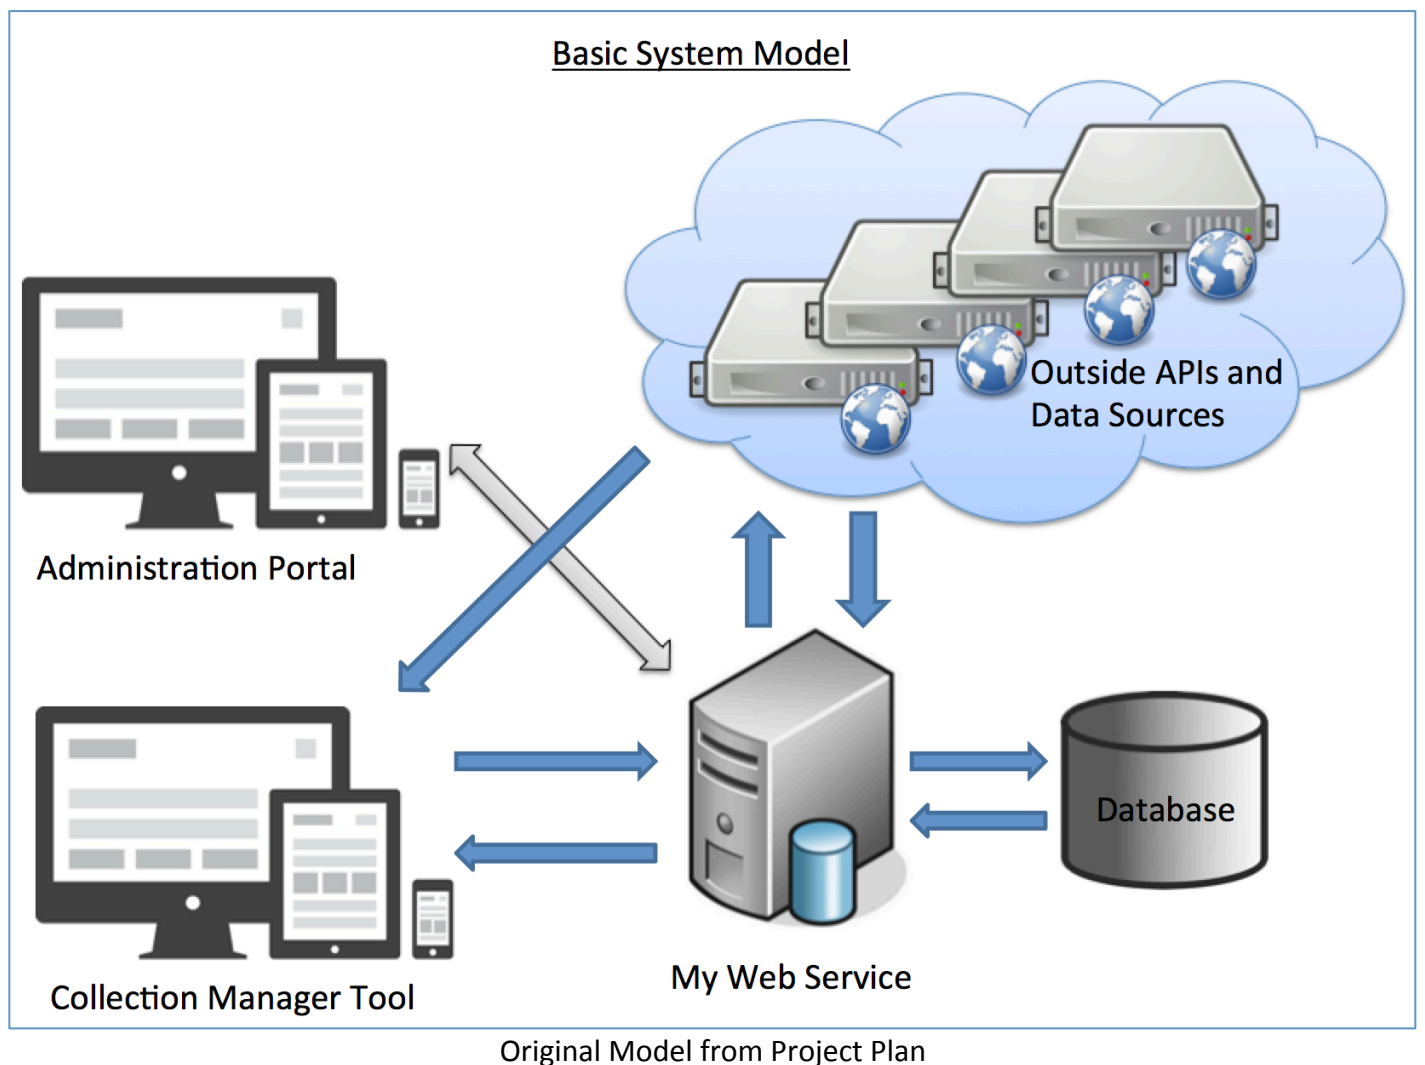 Basic System Model
Outside APIs and
Data Sources
Administration Portal
Database
My Web Service
Collection Manager Tool
Original Model from Project Plan